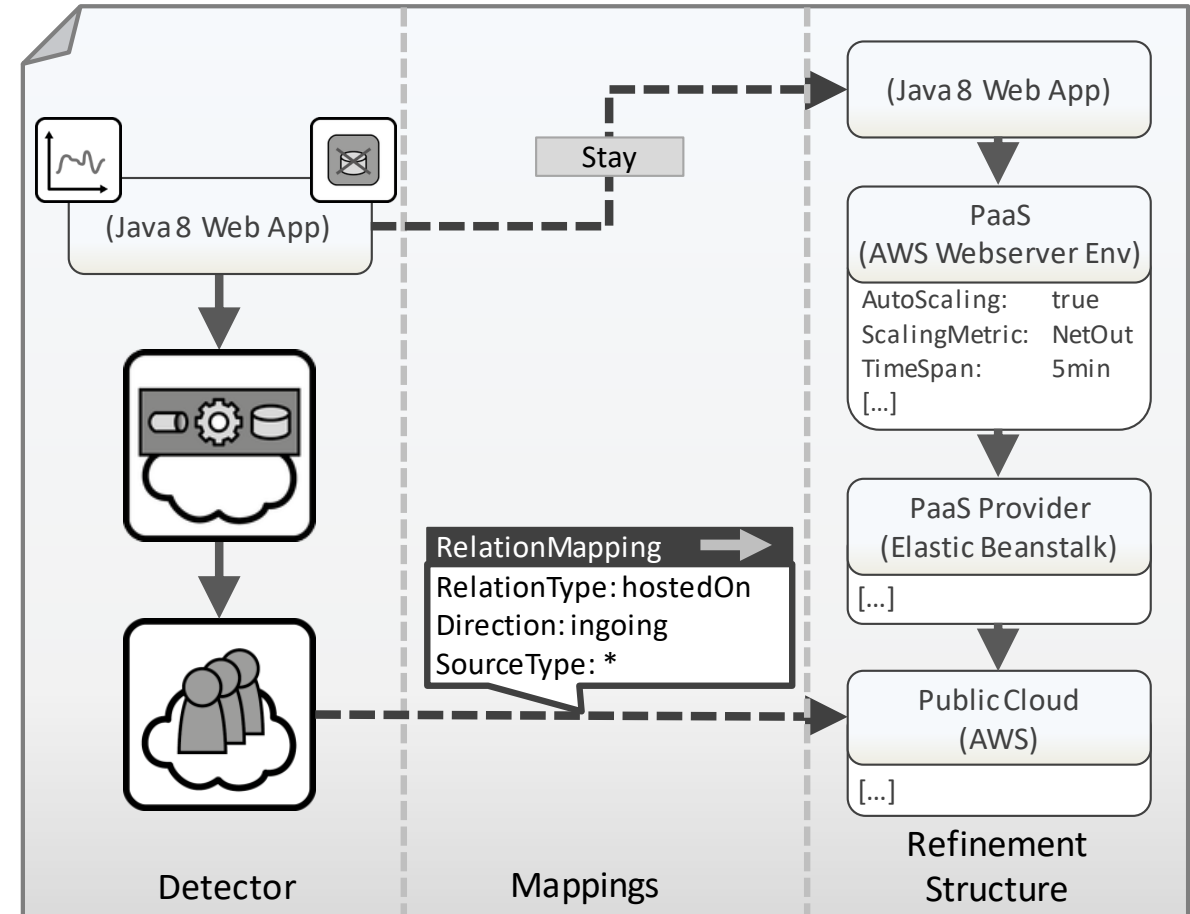 (Java 8 Web App)
Detector
Stay
RelationMapping
RelationType: hostedOn
Direction: ingoing
SourceType: *
Mappings
(Java 8 Web App)
PaaS
(AWS Webserver Env)
AutoScaling: true
ScalingMetric: NetOut
TimeSpan: 5min
[...]
PaaS Provider
(Elastic Beanstalk)
[...]
Public Cloud
(AWS)
[...]
Refinement
Structure